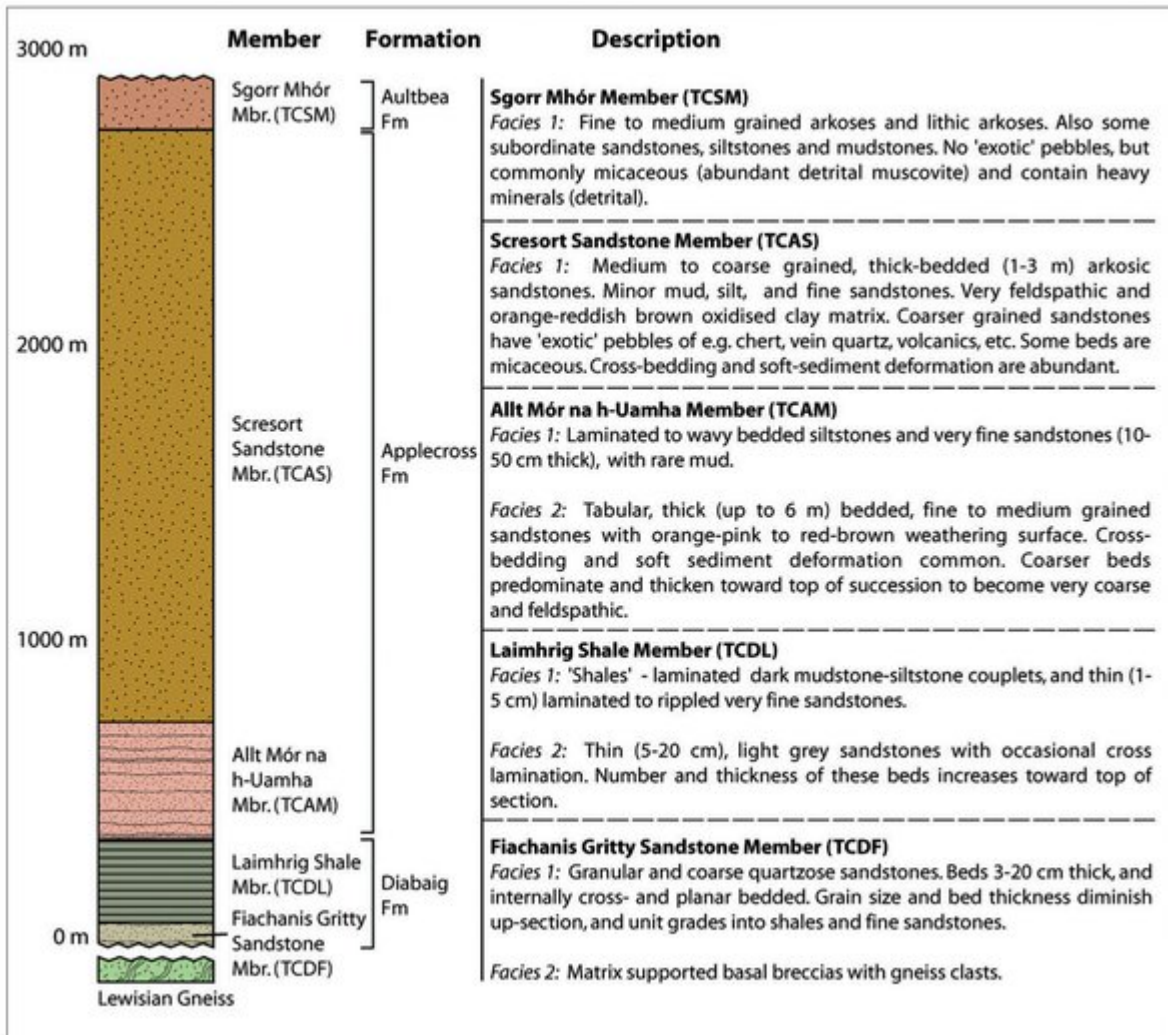 3000 m
Member
Formation
Description
Sgorr Mhór
Mbr. (TCSM)
Aultbea
Fm
Sgorr Mhór Member (TCSM)
Facies 1: Fine to medium grained arkoses and lithic arkoses. Also some
subordinate sandstones, siltstones and mudstones. No 'exotic' pebbles, but
commonly micaceous (abundant detrital muscovite) and contain heavy
minerals (detrital).
Scresort Sandstone Member (TCAS)
Facies 1: Medium to coarse grained, thick-bedded (1-3 m) arkosic
sandstones. Minor mud, silt, and fine sandstones. Very feldspathic and
orange-reddish brown oxidised clay matrix. Coarser grained sandstones
have 'exotic' pebbles of e.g. chert, vein quartz, volcanics, etc. Some beds are
micaceous. Cross-bedding and soft-sediment deformation are abundant.
2000 m
Scresort
Sandstone
Mbr. (TCAS)
Applecross
Fm
Allt Mór na h-Uamha Member (TCAM)
Facies 1: Laminated to wavy bedded siltstones and very fine sandstones (10-
50 cm thick), with rare mud.
Facies 2: Tabular, thick (up to 6 m) bedded, fine to medium grained
sandstones with orange-pink to red-brown weathering surface. Cross-
bedding and soft sediment deformation common. Coarser beds
predominate and thicken toward top of succession to become very coarse
and feldspathic.
1000 m
Laimhrig Shale Member (TCDL)
Facies 1: 'Shales' - laminated dark mudstone-siltstone couplets, and thin (1-
5 cm) laminated to rippled very fine sandstones.
Facies 2: Thin (5-20 cm), light grey sandstones with occasional cross
lamination. Number and thickness of these beds increases toward top of
section.
Allt Mór na
h-Uamha
Mbr. (TCAM)
Laimhrig Shale
Mbr. (TCDL)
Diabaig
Fm
Fiachanis Gritty
Sandstone
Mbr. (TCDF)
0 m
Lewisian Gneiss
Fiachanis Gritty Sandstone Member (TCDF)
Facies 1: Granular and coarse quartzose sandstones. Beds 3-20 cm thick, and
internally cross- and planar bedded. Grain size and bed thickness diminish
up-section, and unit grades into shales and fine sandstones.
Facies 2: Matrix supported basal breccias with gneiss clasts.